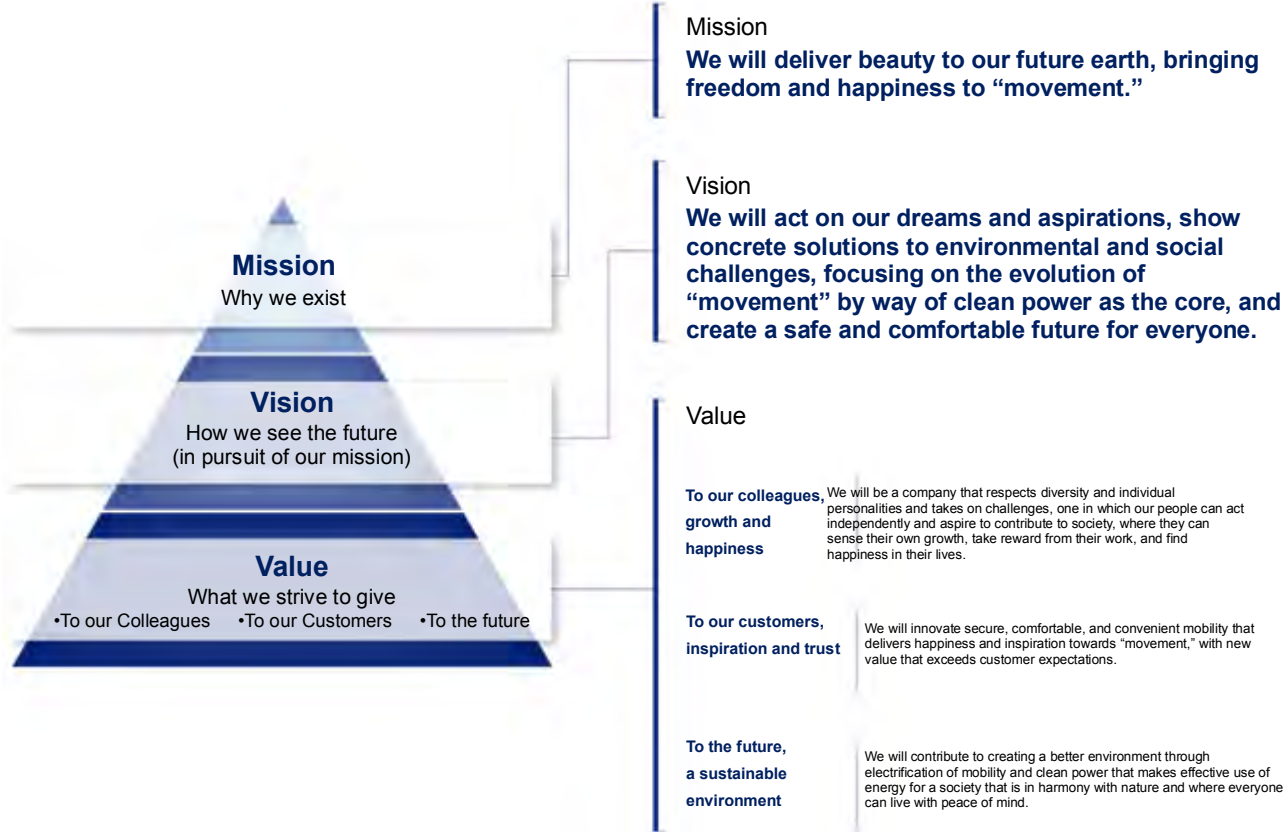 Mission
We will deliver beauty to our future earth, bringing
freedom and happiness to “movement.”
Vision
We will act on our dreams and aspirations, show
concrete solutions to environmental and social
challenges, focusing on the evolution of
“movement” by way of clean power as the core, and
create a safe and comfortable future for everyone.
Mission
Why we exist
Vision
How we see the future
(in pursuit of our mission)
Value
What we strive to give
•To our Colleagues •To our Customers •To the future
Value
To our colleagues,
growth and
happiness
We will be a company that respects diversity and individual
personalities and takes on challenges, one in which our people can act
independently and aspire to contribute to society, where they can
sense their own growth, take reward from their work, and find
happiness in their lives.
To our customers,
inspiration and trust
We will innovate secure, comfortable, and convenient mobility that
delivers happiness and inspiration towards “movement,” with new
value that exceeds customer expectations.
To the future,
a sustainable
environment
We will contribute to creating a better environment through
electrification of mobility and clean power that makes effective use of
energy for a society that is in harmony with nature and where everyone
can live with peace of mind.